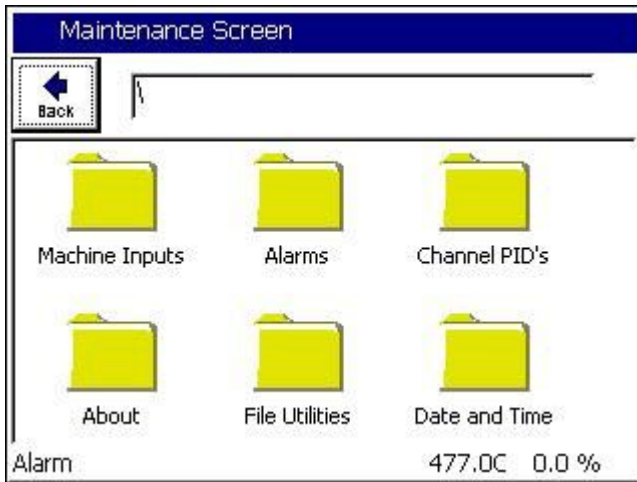 Maintenance Screen
Back
\
Machine Inputs Alarms Channel PID's
About File Utilities Date and Time
Alarm 477.0C 0.0 %